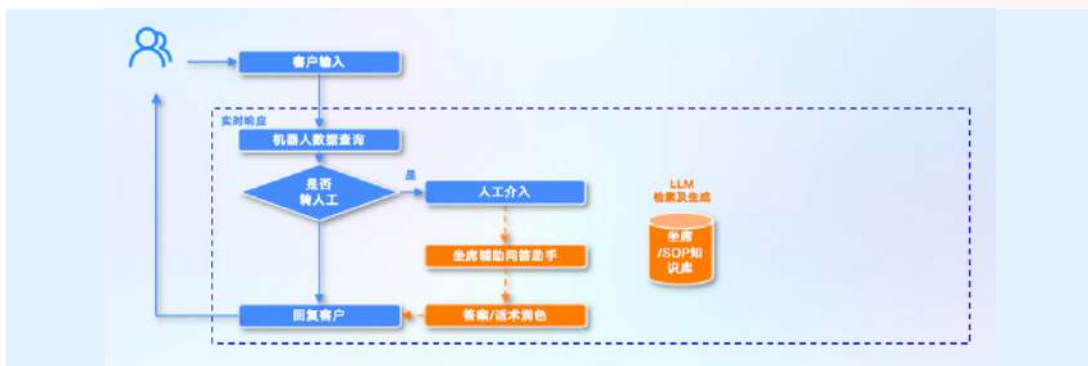 客户输入
实时响应
机器人数据查询
是否
转人工
是
人工介入
LLM
检索及生成
坐席
/SOP知
识库
坐席辅助问答助手
回复客户
答案/话术润色